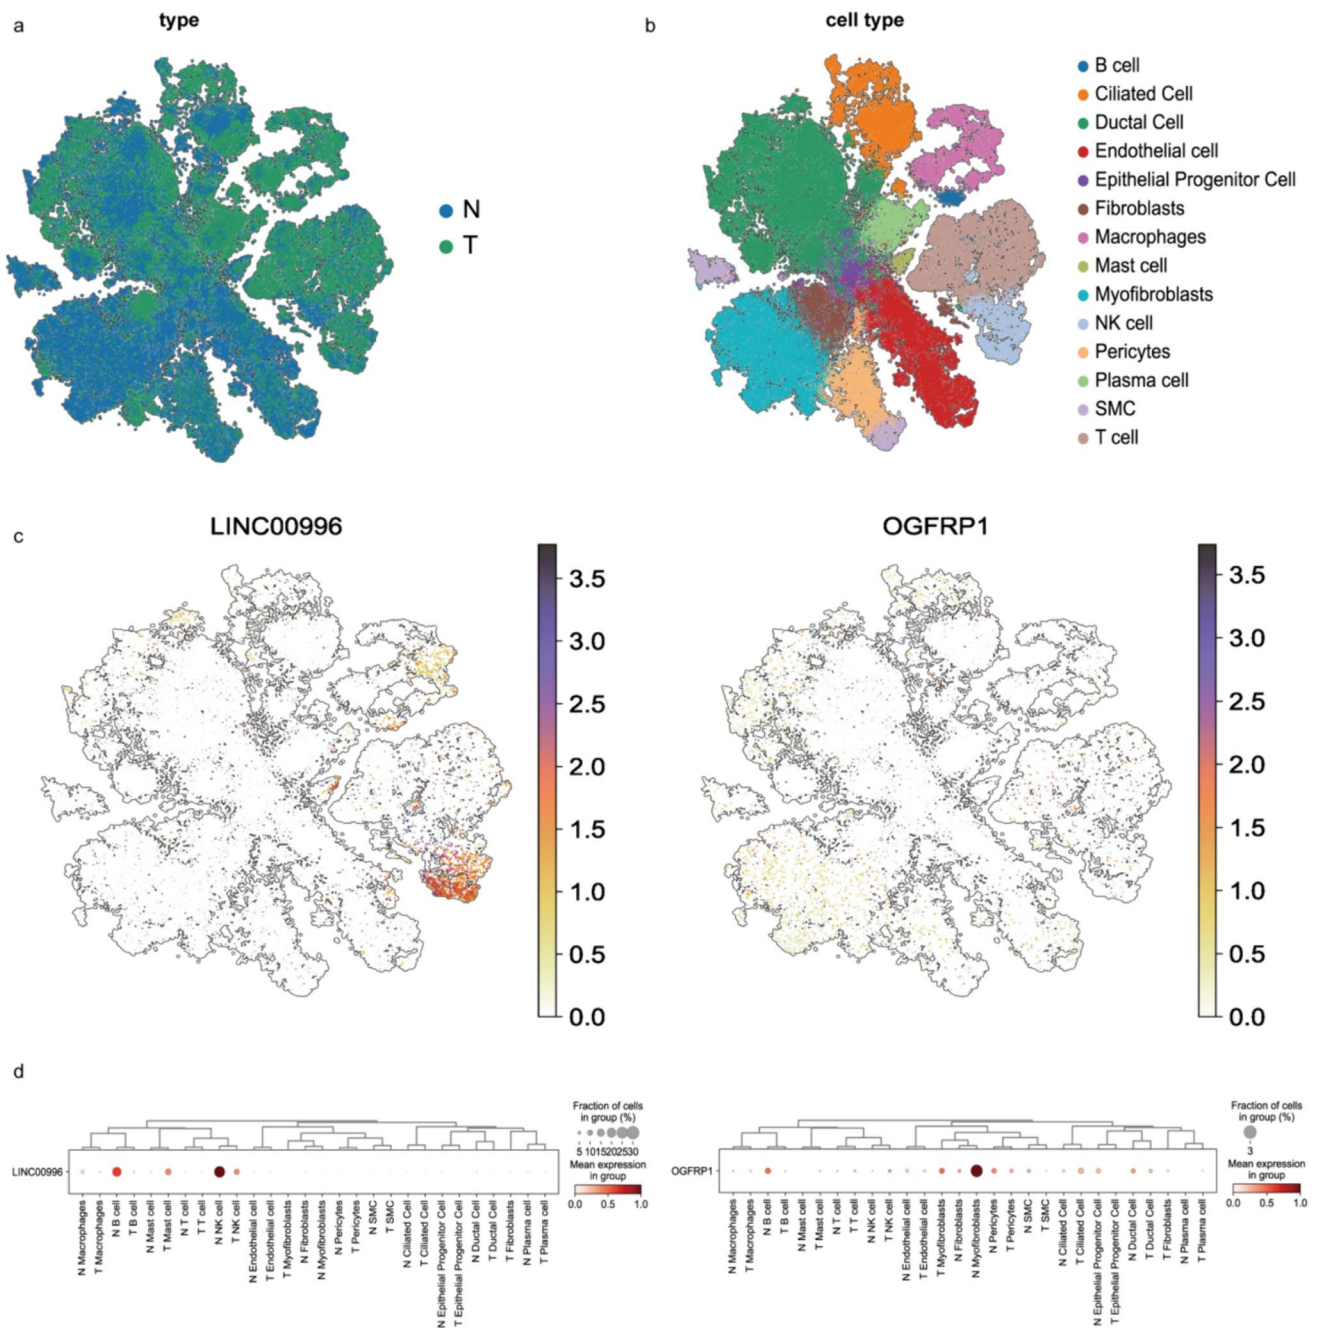 a
type
N
T
b
cell type
B cell
Ciliated Cell
Ductal Cell
Endothelial cell
Epithelial Progenitor Cell
Fibroblasts
Macrophages
Mast cell
Myofibroblasts
NK cell
Pericytes
Plasma cell
SMC
T cell
c
LINC00996
3.5
3.0
2.5
2.0
1.5
1.0
0.5
0.0
OGFRP1
3.5
3.0
2.5
2.0
1.5
1.0
0.5
0.0
d
LINC00996
N Macrophages
T Macrophages
N B cell
T B cell
N Mast cell
T Mast cell
N T cell
T T cell
N NK cell
T NK cell
N Endothelial cell
T Endothelial cell
T Myofibroblasts
N Fibroblasts
N Myofibroblasts
N Pericytes
T Pericytes
N SMC
T SMC
N Ciliated Cell
T Ciliated Cell
N Epithelial Progenitor Cell
T Epithelial Progenitor Cell
N Ductal Cell
T Ductal Cell
T Fibroblasts
N Plasma cell
T Plasma cell
Fraction of cells
in group (%)
5 1015202530
Mean expression
in group
0.0 0.5 1.0
OGFRP1
N Macrophages
T Macrophages
N B cell
T B cell
N Mast cell
T Mast cell
N T cell
T T cell
N NK cell
T NK cell
N Endothelial cell
T Endothelial cell
T Myofibroblasts
N Fibroblasts
N Myofibroblasts
N Pericytes
T Pericytes
N SMC
T SMC
N Ciliated Cell
T Ciliated Cell
N Epithelial Progenitor Cell
T Epithelial Progenitor Cell
N Ductal Cell
T Ductal Cell
T Fibroblasts
N Plasma cell
T Plasma cell
Fraction of cells
in group (%)
3
Mean expression
in group
0.0 0.5 1.0